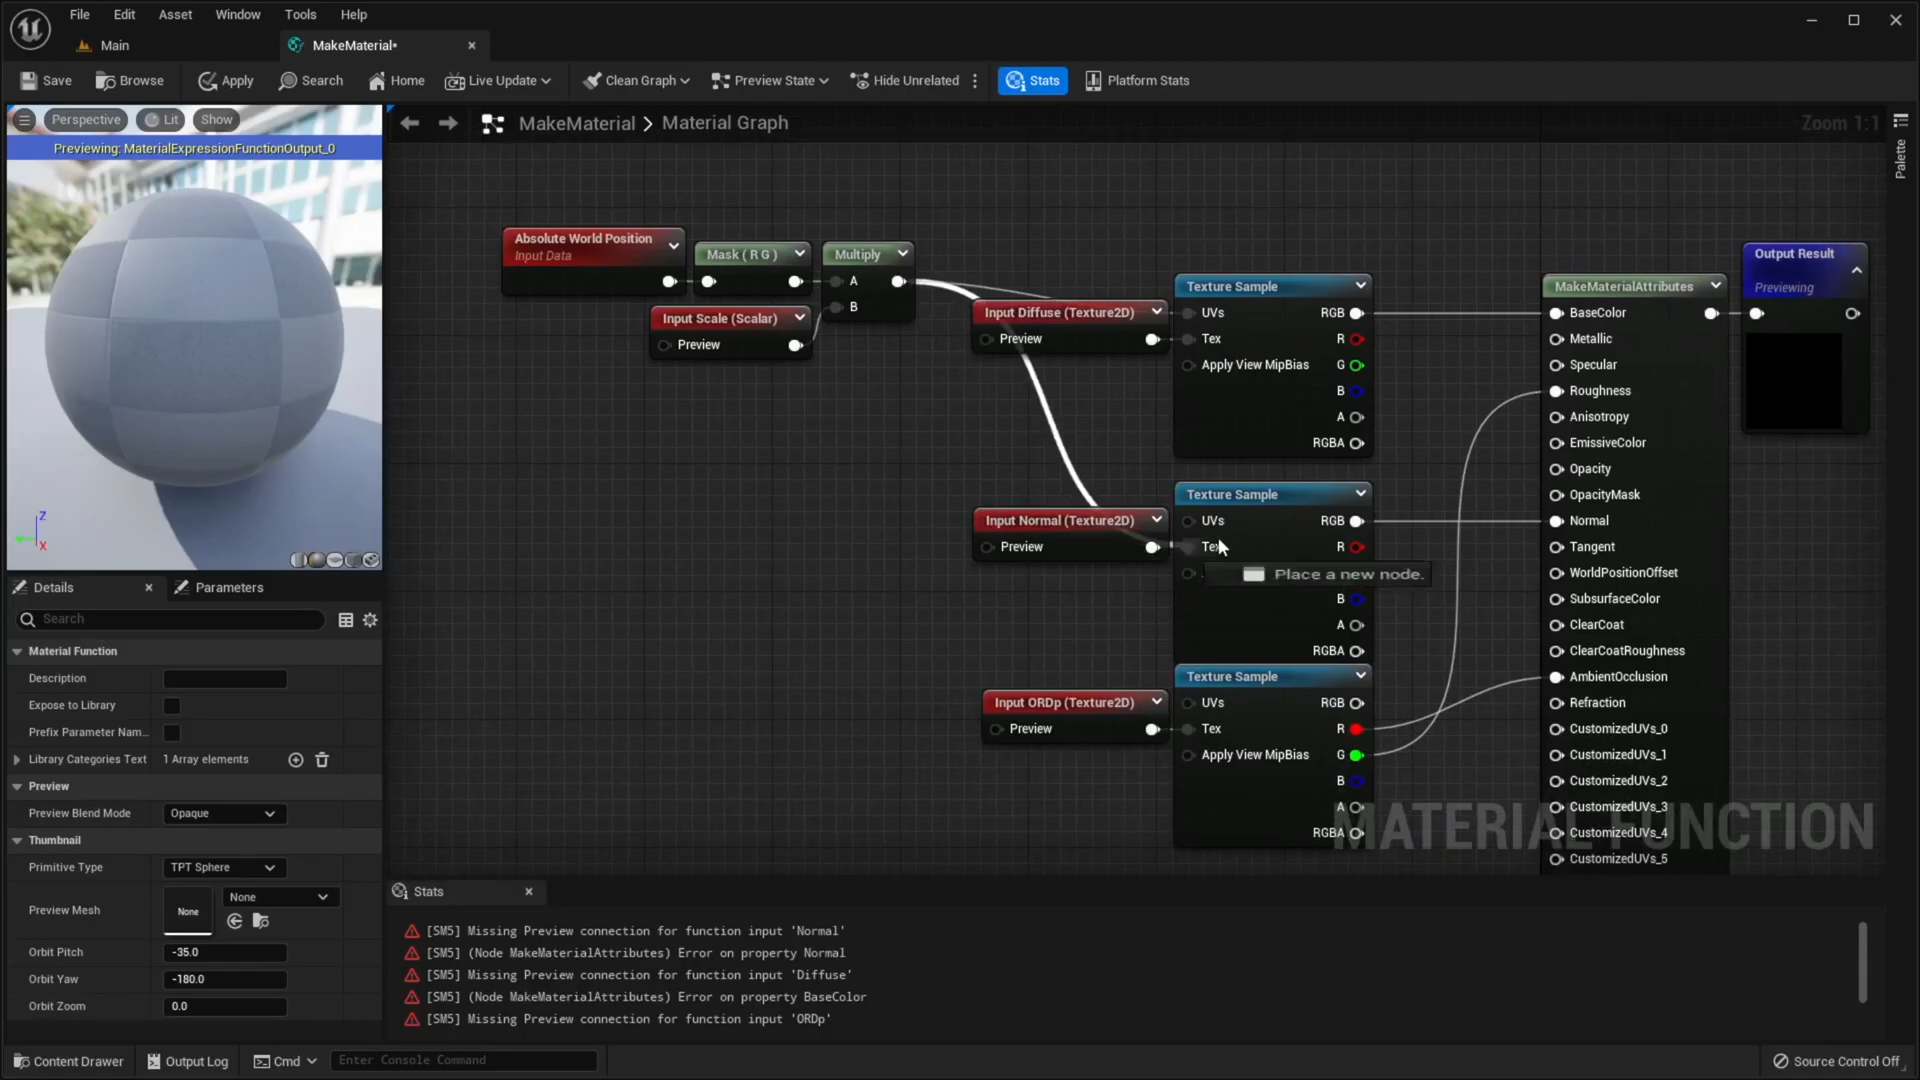 File Edit Asset Window Tools Help
Main
MakeMaterial*
Save Browse Apply Search Home Live Update Clean Graph Preview State Hide Unrelated Stats Platform Stats
Perspective Lit Show
Previewing: MaterialExpressionFunctionOutput_0
Z
X
MakeMaterial > Material Graph
Zoom 1:1
Palette
Absolute World Position
Input Data
Mask ( R G )
Multiply
A
B
Input Scale (Scalar)
Preview
Input Diffuse (Texture2D)
Preview
Texture Sample
UVs RGB
Tex R
Apply View MipBias G
B
A
RGBA
Input Normal (Texture2D)
Preview
Texture Sample
UVs RGB
Tex R
Place a new node.
B
A
RGBA
Input ORDp (Texture2D)
Preview
Texture Sample
UVs RGB
Tex R
Apply View MipBias G
B
A
RGBA
MakeMaterialAttributes
BaseColor
Metallic
Specular
Roughness
Anisotropy
EmissiveColor
Opacity
OpacityMask
Normal
Tangent
WorldPositionOffset
SubsurfaceColor
ClearCoat
ClearCoatRoughness
AmbientOcclusion
Refraction
CustomizedUVs_0
CustomizedUVs_1
CustomizedUVs_2
CustomizedUVs_3
CustomizedUVs_4
CustomizedUVs_5
Output Result
Previewing
MATERIAL FUNCTION
Details
Parameters
Search
Material Function
Description
Expose to Library
Prefix Parameter Nam...
Library Categories Text 1 Array elements
Preview
Preview Blend Mode Opaque
Thumbnail
Primitive Type TPT Sphere
Preview Mesh None None
Orbit Pitch -35.0
Orbit Yaw -180.0
Orbit Zoom 0.0
Stats
[SM5] Missing Preview connection for function input 'Normal'
[SM5] (Node MakeMaterialAttributes) Error on property Normal
[SM5] Missing Preview connection for function input 'Diffuse'
[SM5] (Node MakeMaterialAttributes) Error on property BaseColor
[SM5] Missing Preview connection for function input 'ORDp'
Content Drawer Output Log Cmd Enter Console Command Source Control Off